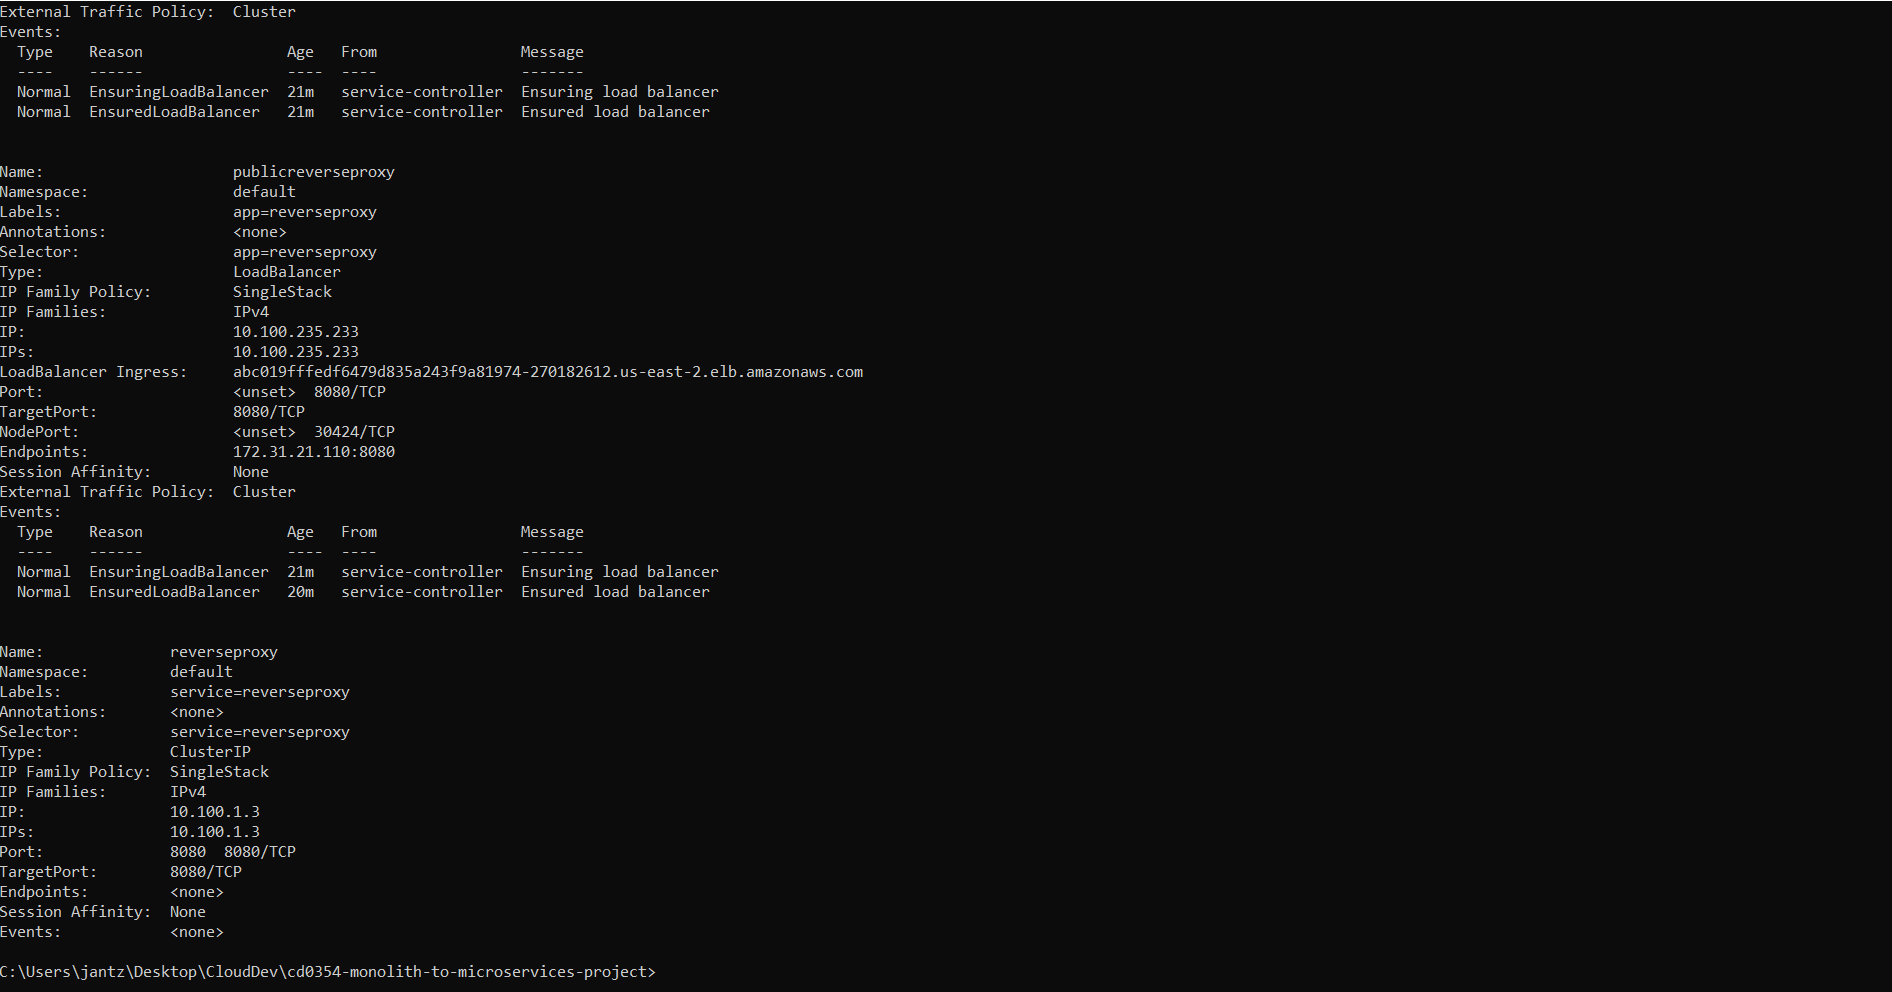 External Traffic Policy:  Cluster
Events:
  Type    Reason                Age   From                Message
  ----    ------                ----  ----                -------
  Normal  EnsuringLoadBalancer  21m   service-controller  Ensuring load balancer
  Normal  EnsuredLoadBalancer   21m   service-controller  Ensured load balancer
Name:                     publicreverseproxy
Namespace:                default
Labels:                   app=reverseproxy
Annotations:              <none>
Selector:                 app=reverseproxy
Type:                     LoadBalancer
IP Family Policy:         SingleStack
IP Families:              IPv4
IP:                       10.100.235.233
IPs:                      10.100.235.233
LoadBalancer Ingress:     abc019fffedf6479d835a243f9a81974-270182612.us-east-2.elb.amazonaws.com
Port:                     <unset>  8080/TCP
TargetPort:               8080/TCP
NodePort:                 <unset>  30424/TCP
Endpoints:                172.31.21.110:8080
Session Affinity:         None
External Traffic Policy:  Cluster
Events:
  Type    Reason                Age   From                Message
  ----    ------                ----  ----                -------
  Normal  EnsuringLoadBalancer  21m   service-controller  Ensuring load balancer
  Normal  EnsuredLoadBalancer   20m   service-controller  Ensured load balancer
Name:              reverseproxy
Namespace:         default
Labels:            service=reverseproxy
Annotations:       <none>
Selector:          service=reverseproxy
Type:              ClusterIP
IP Family Policy:  SingleStack
IP Families:       IPv4
IP:                10.100.1.3
IPs:               10.100.1.3
Port:              8080  8080/TCP
TargetPort:        8080/TCP
Endpoints:         <none>
Session Affinity:  None
Events:            <none>
C:\Users\jantz\Desktop\CloudDev\cd0354-monolith-to-microservices-project>